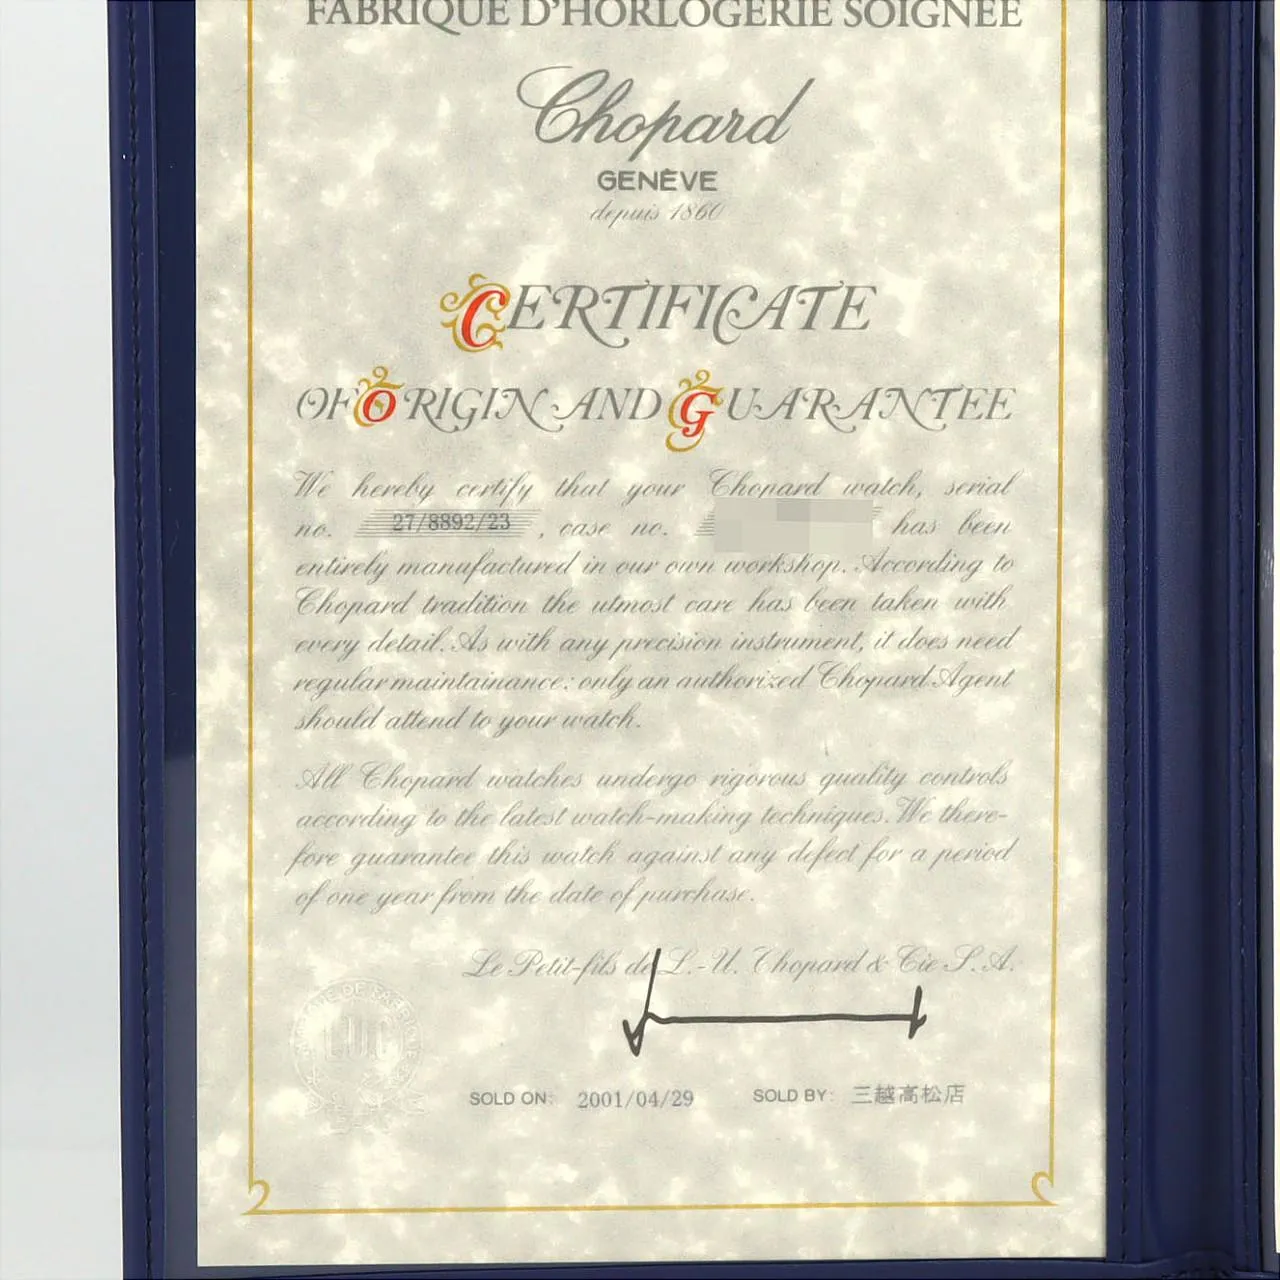 FABRIQUE D'HORLOGERIE SOIGNÉE
Chopard
GENÈVE
depuis 1860
CERTIFICATE
OF ORIGIN AND GUARANTEE
We hereby certify that your Chopard watch, serial
no. 27/8892/23, case no. has been
entirely manufactured in our own workshop. According to
Chopard tradition the utmost care has been taken with
every detail. As with any precision instrument, it does need
regular maintainance: only an authorized Chopard Agent
should attend to your watch.
All Chopard watches undergo rigorous quality controls
according to the latest watch-making techniques. We there-
fore guarantee this watch against any defect for a period
of one year from the date of purchase.
Le Petit-fils de L.-U. Chopard & Cie S.A.
LUC
SOLD ON: 2001/04/29 SOLD BY: 三越高松店